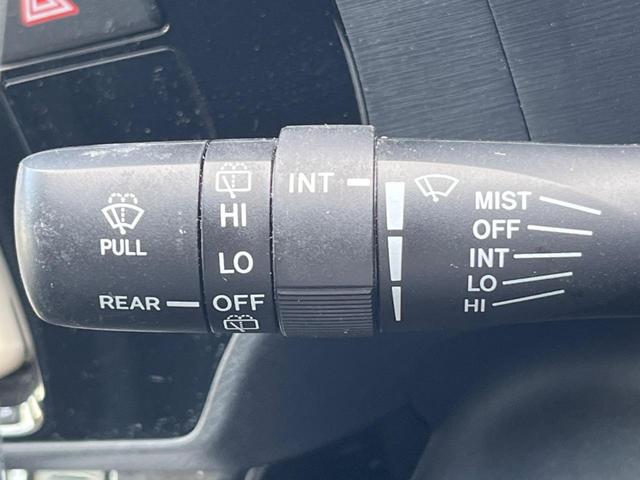 PULL
REAR
HI
LO
OFF
INT
MIST
OFF
INT
LO
HI